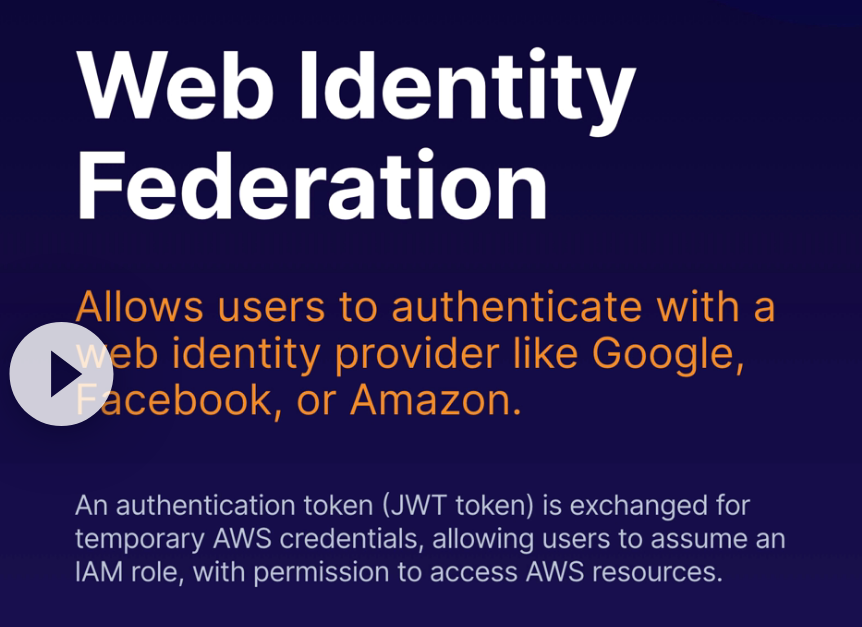 Web Identity
Federation
Allows users to authenticate with a
web identity provider like Google,
Facebook, or Amazon.
An authentication token (JWT token) is exchanged for
temporary AWS credentials, allowing users to assume an
IAM role, with permission to access AWS resources.